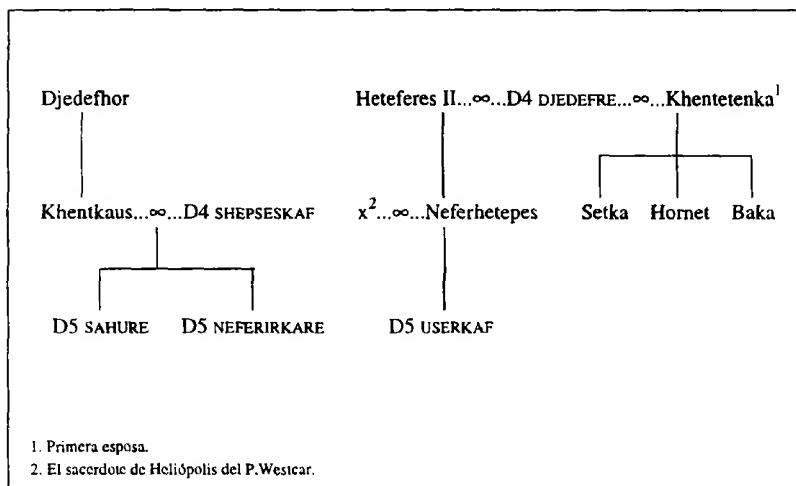 Djedefhor Heteferes II...∞...D4 DJEDEFRE...∞...Khentetenka¹
Khentkaus...∞...D4 SHEPSESKAF x²...∞...Neferhetepes Setka Hornet Baka
D5 SAHURE D5 NEFERIRKARE D5 USERKAF
1. Primera esposa.
2. El sacerdote de Heliópolis del P.Westcar.